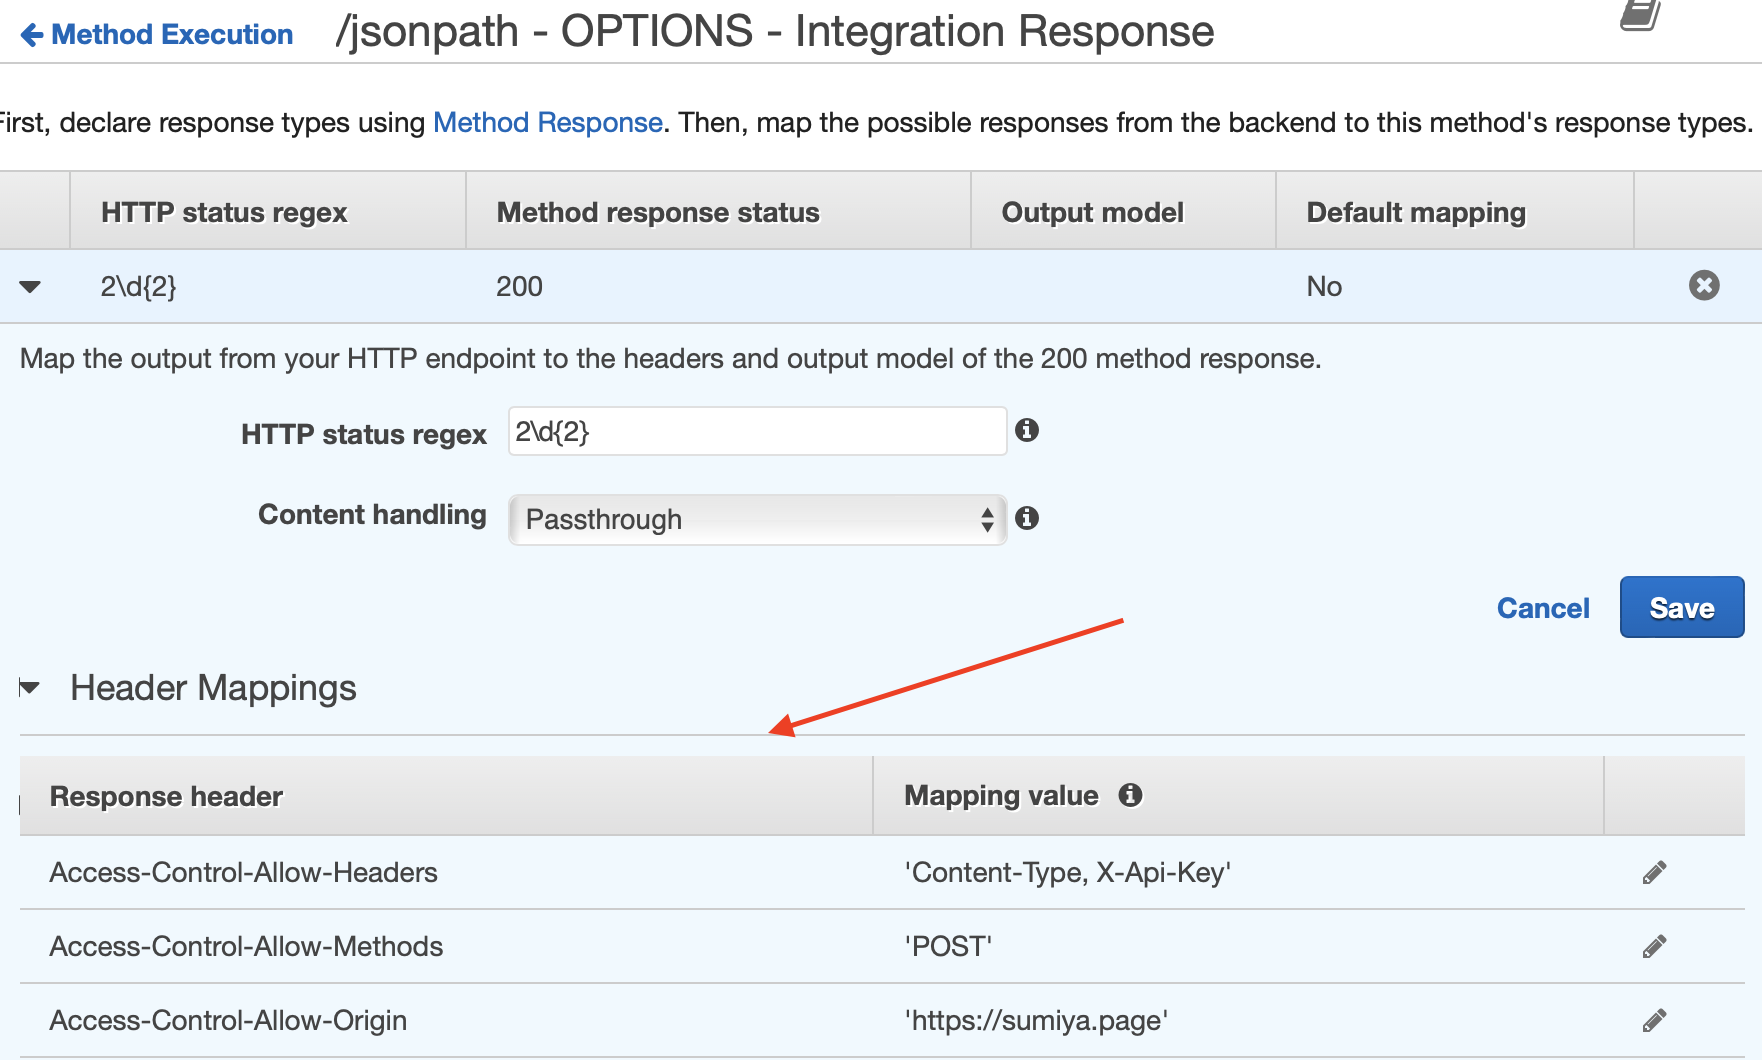 Method Execution /jsonpath - OPTIONS - Integration Response
First, declare response types using Method Response. Then, map the possible responses from the backend to this method's response types.
HTTP status regex Method response status Output model Default mapping
2\d{2} 200 No
Map the output from your HTTP endpoint to the headers and output model of the 200 method response.
HTTP status regex 2\d{2}
Content handling Passthrough
Cancel Save
Header Mappings
Response header Mapping value
Access-Control-Allow-Headers 'Content-Type, X-Api-Key'
Access-Control-Allow-Methods 'POST'
Access-Control-Allow-Origin 'https://sumiya.page'